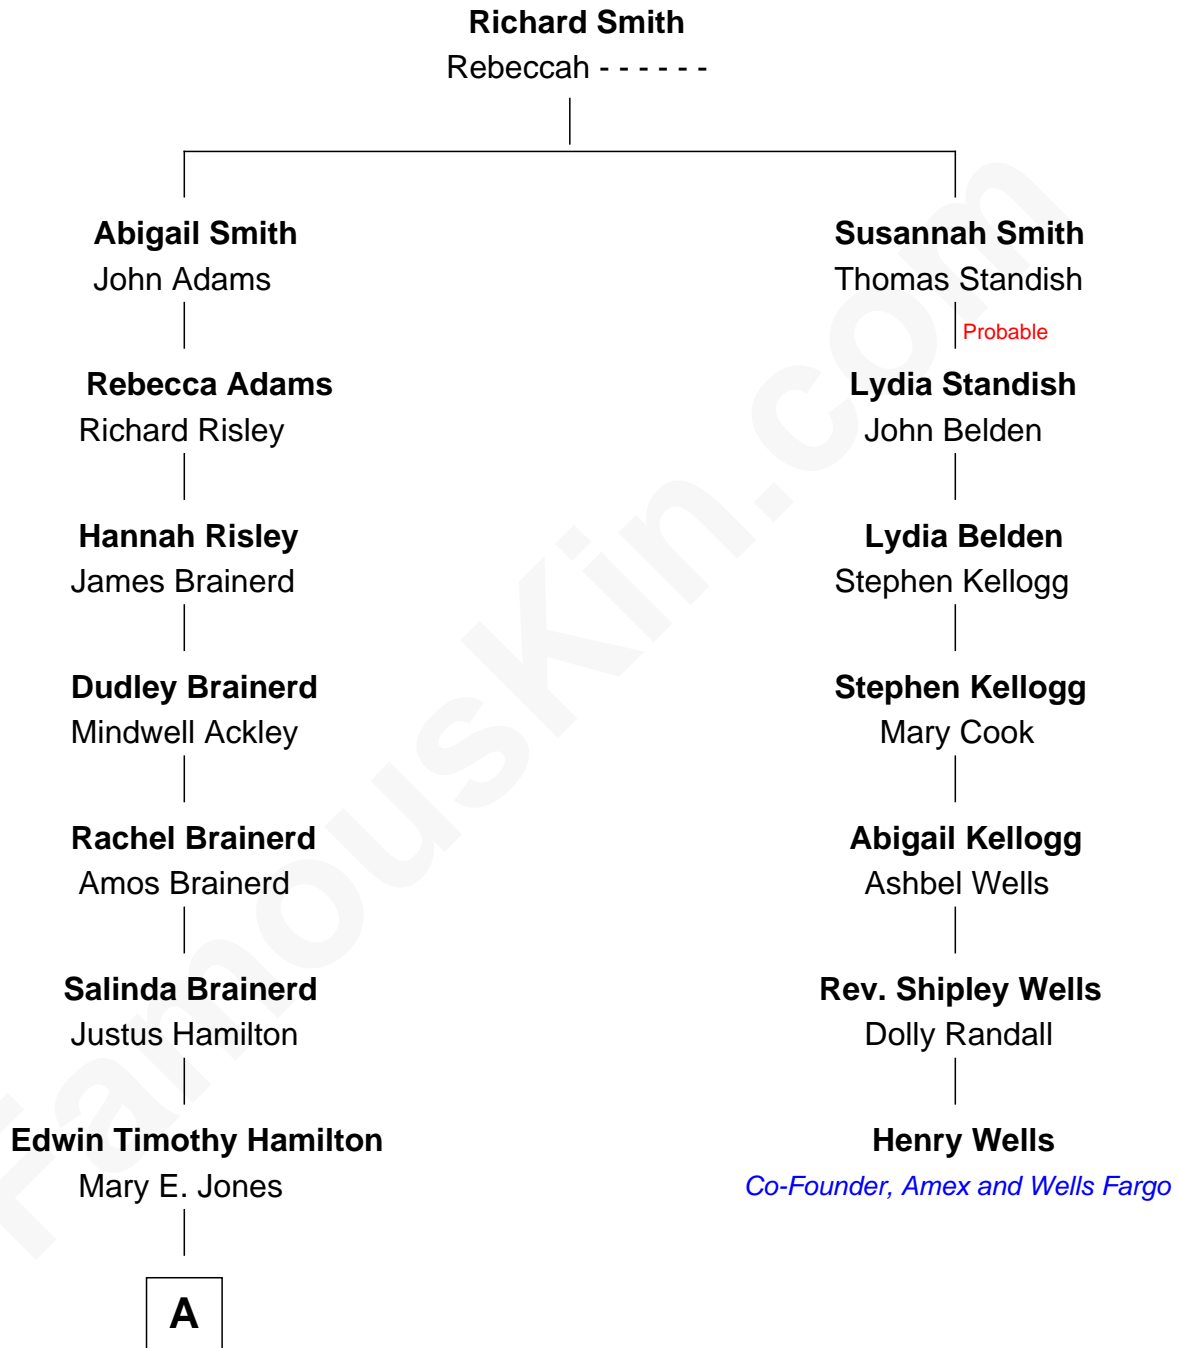 Richard Smith
Rebeccah - - - - - -
Abigail Smith
John Adams
Susannah Smith
Thomas Standish
Probable
Rebecca Adams
Richard Risley
Lydia Standish
John Belden
Hannah Risley
James Brainerd
Lydia Belden
Stephen Kellogg
Dudley Brainerd
Mindwell Ackley
Stephen Kellogg
Mary Cook
Rachel Brainerd
Amos Brainerd
Abigail Kellogg
Ashbel Wells
Salinda Brainerd
Justus Hamilton
Rev. Shipley Wells
Dolly Randall
Edwin Timothy Hamilton
Mary E. Jones
Henry Wells
Co-Founder, Amex and Wells Fargo
A
FamousKin.com